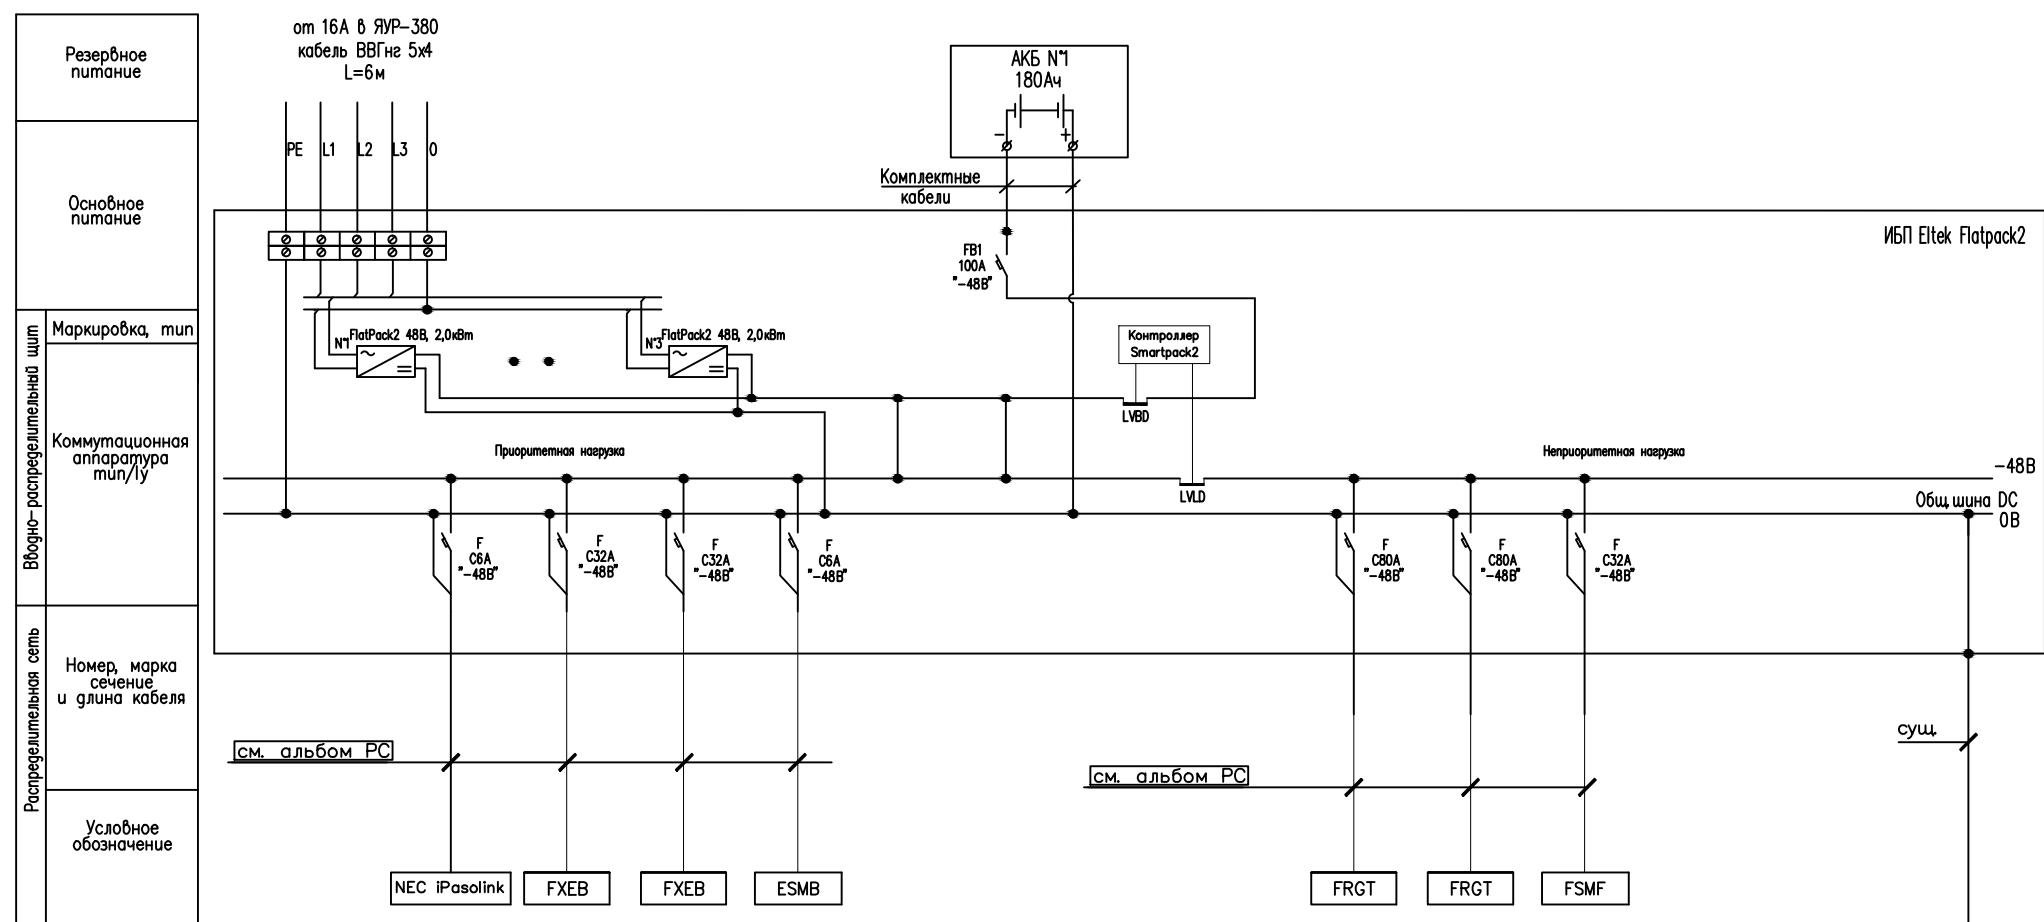 Резервное
питание
Основное
питание
Вводно-распределительный щит
Маркировка, тип
Коммутационная
аппаратура
тип/Iу
Распределительная сеть
Номер, марка
сечение
и длина кабеля
Условное
обозначение
от 16А в ЯУР-380
кабель ВВГнг 5х4
L=6м
PE
L1
L2
L3
0
АКБ N°1
180Ач
-
+
Комплектные
кабели
ИБП Eltek Flatpack2
FB1
100А
"-48В"
N°1
FlatPack2 48В, 2,0кВт
N°3
FlatPack2 48В, 2,0кВт
Контроллер
Smartpack2
LVBD
Приоритетная нагрузка
Неприоритетная нагрузка
-48В
LVLD
Общ.шина DC
0В
F
C6A
"-48В"
F
C32A
"-48В"
F
C32A
"-48В"
F
C6A
"-48В"
F
C80A
"-48В"
F
C80A
"-48В"
F
C32A
"-48В"
см. альбом РС
см. альбом РС
сущ.
NEC iPasolink
FXEB
FXEB
ESMB
FRGT
FRGT
FSMF